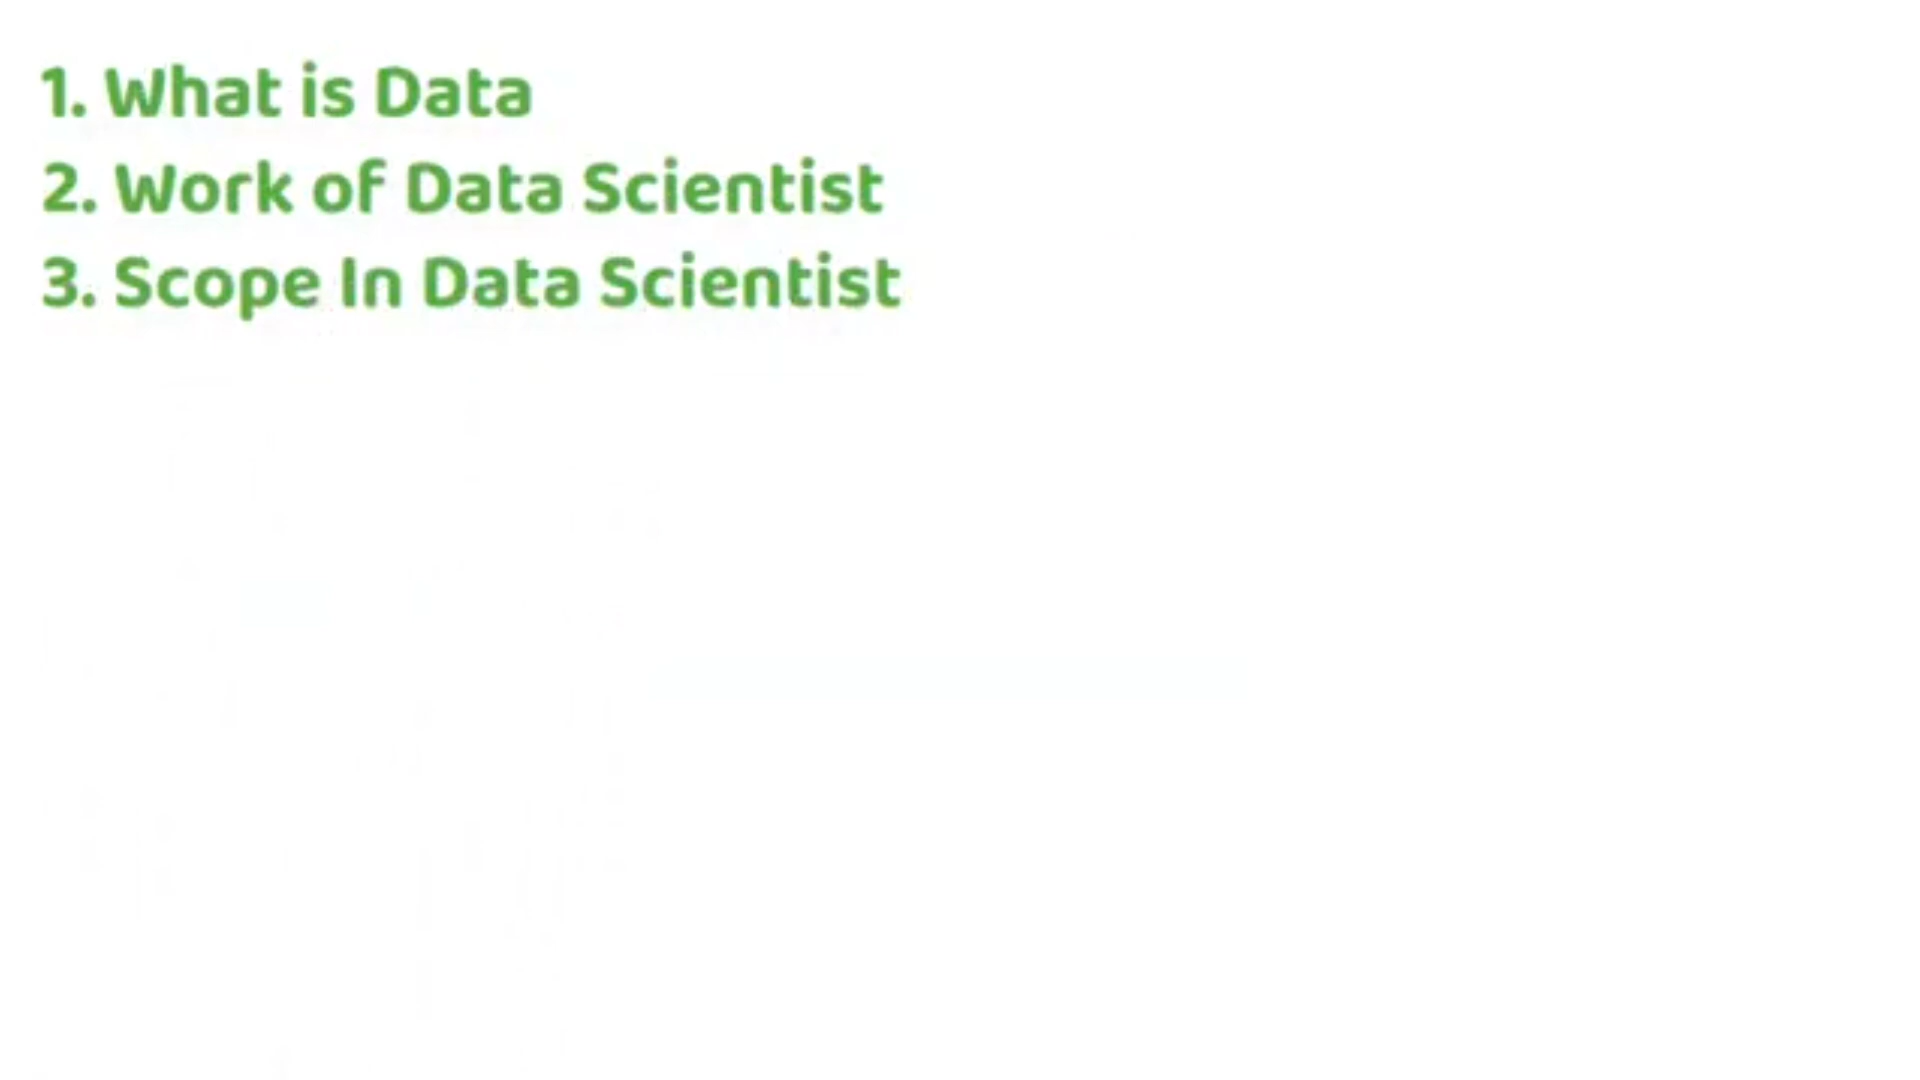 1. What is Data
2. Work of Data Scientist
3. Scope In Data Scientist